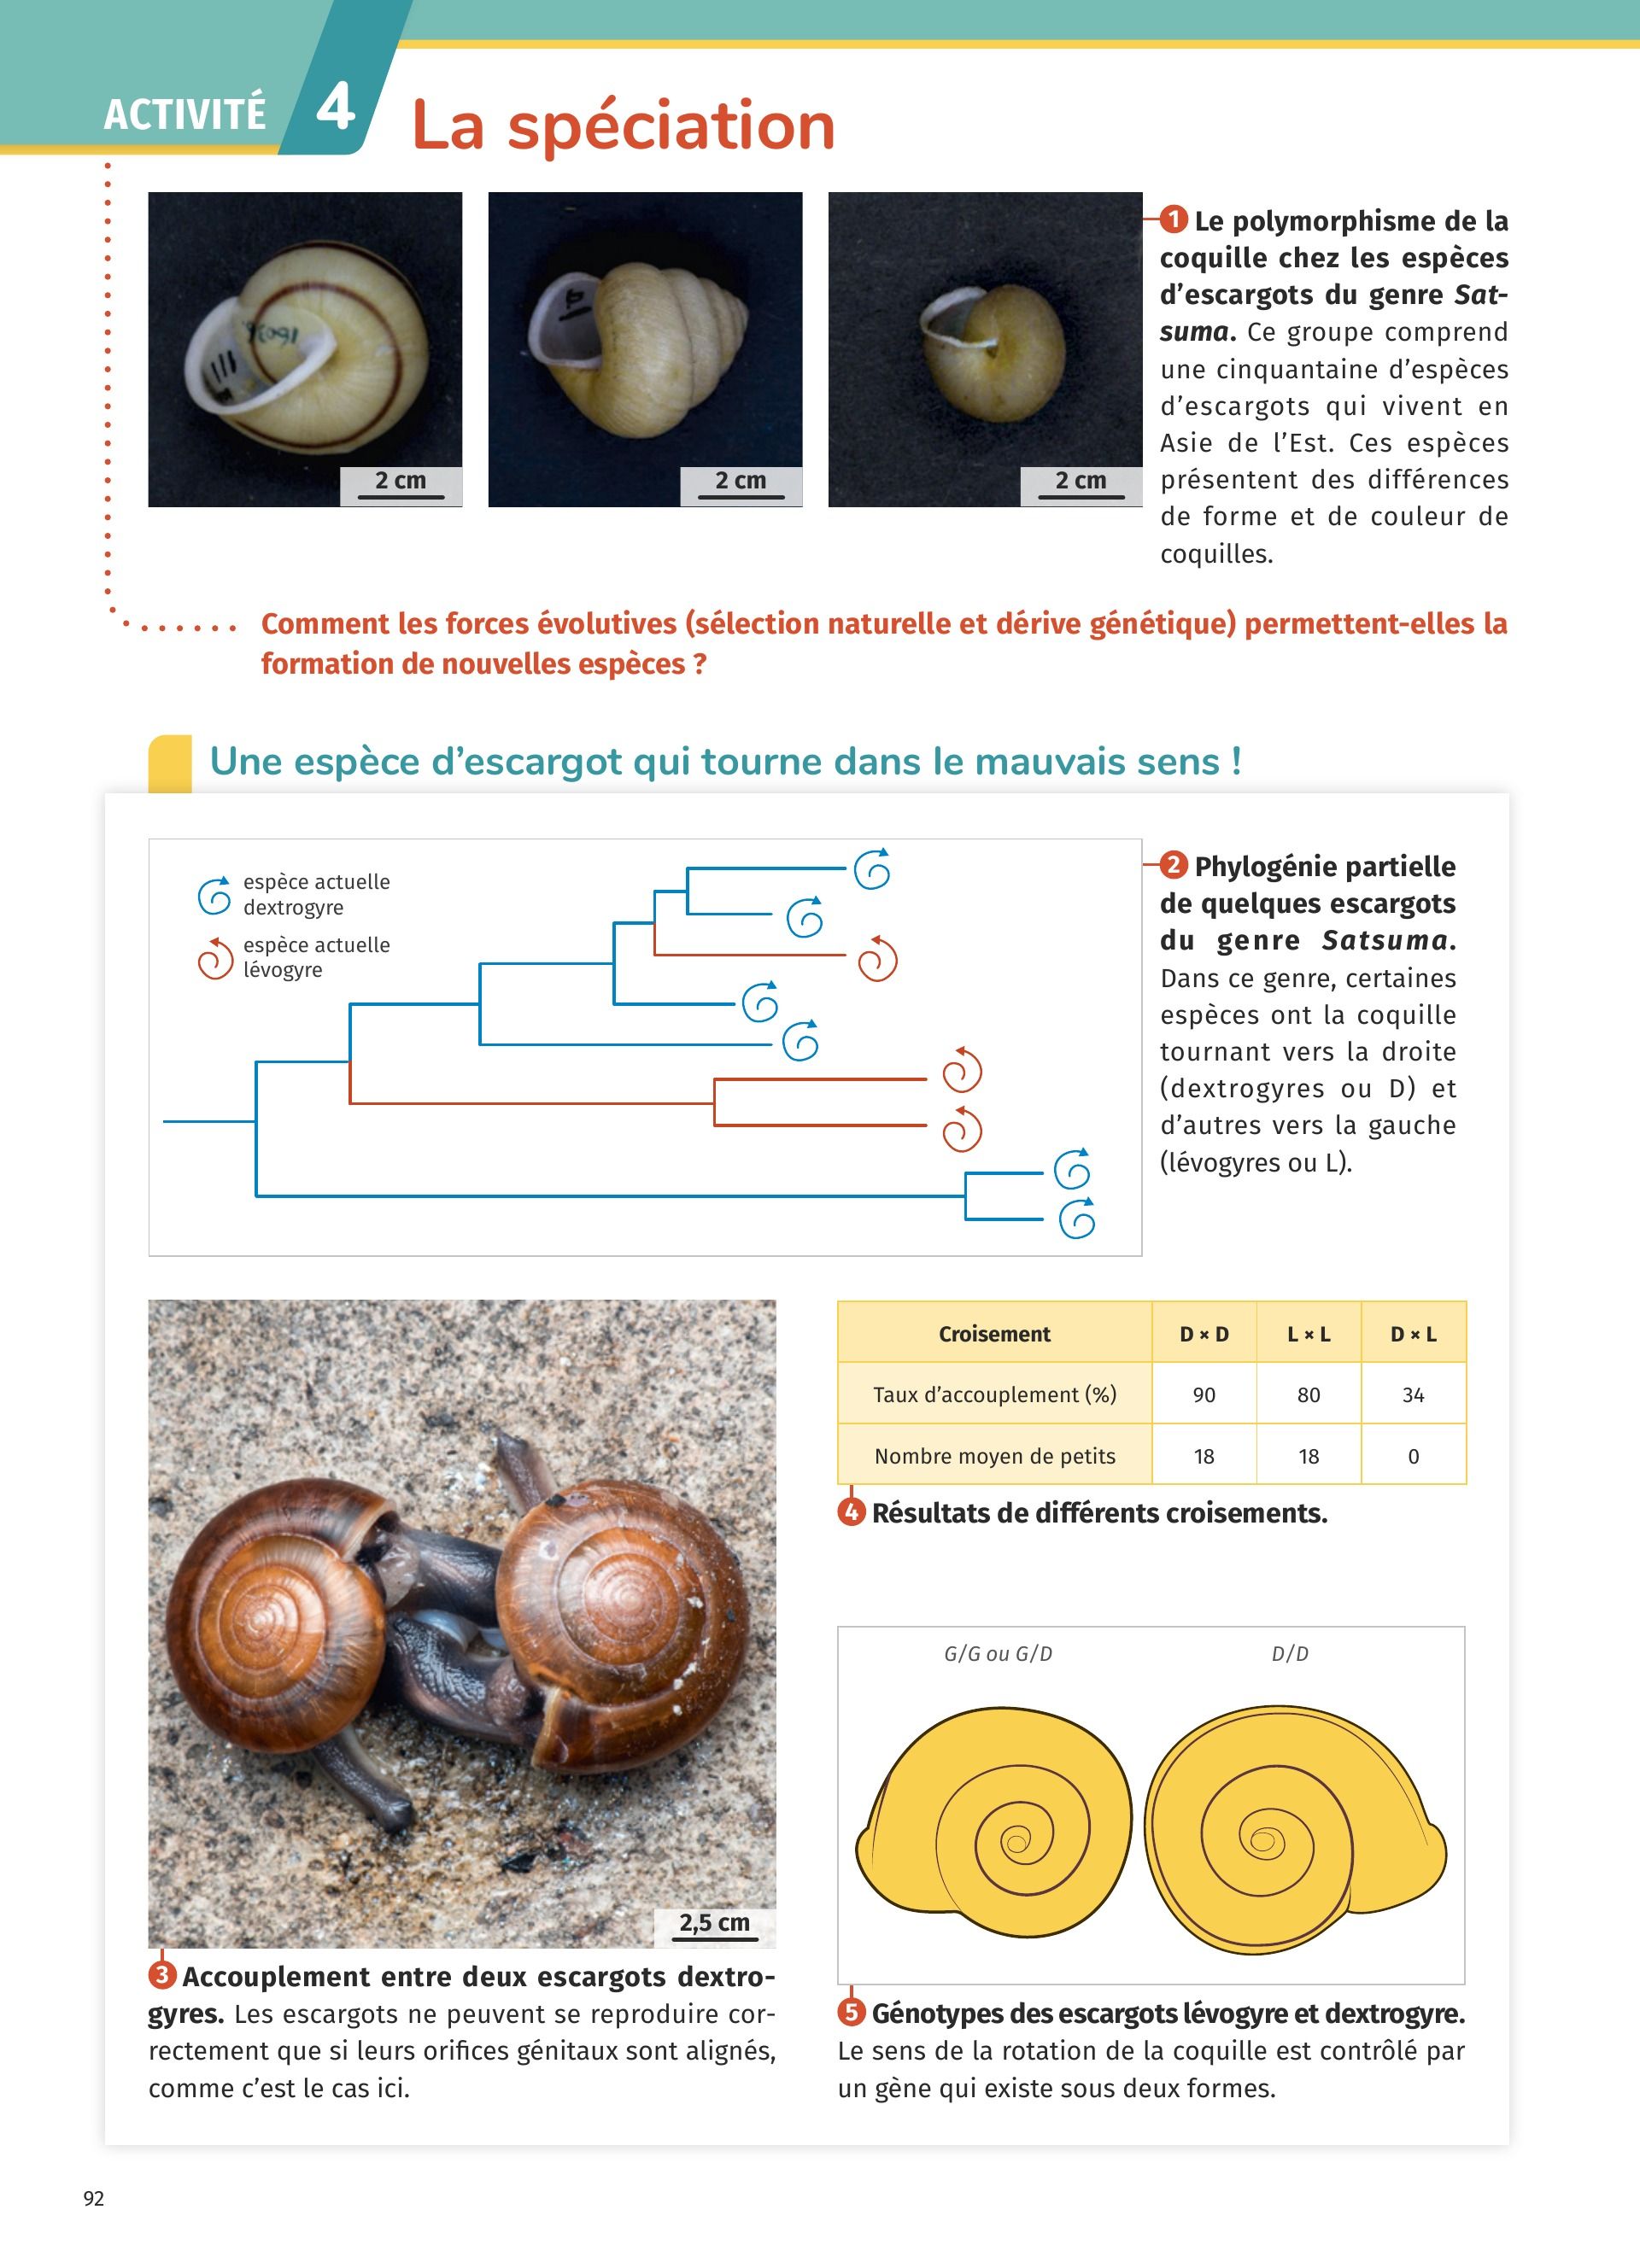 ACTIVITÉ 4 La spéciation
2 cm
2 cm
2 cm
1 Le polymorphisme de la
coquille chez les espèces
d’escargots du genre Sat-
suma. Ce groupe comprend
une cinquantaine d’espèces
d’escargots qui vivent en
Asie de l’Est. Ces espèces
présentent des différences
de forme et de couleur de
coquilles.
Comment les forces évolutives (sélection naturelle et dérive génétique) permettent-elles la
formation de nouvelles espèces ?
Une espèce d’escargot qui tourne dans le mauvais sens !
espèce actuelle
dextrogyre
espèce actuelle
lévogyre
2 Phylogénie partielle
de quelques escargots
du genre Satsuma.
Dans ce genre, certaines
espèces ont la coquille
tournant vers la droite
(dextrogyres ou D) et
d’autres vers la gauche
(lévogyres ou L).
2,5 cm
3 Accouplement entre deux escargots dextro-
gyres. Les escargots ne peuvent se reproduire cor-
rectement que si leurs orifices génitaux sont alignés,
comme c’est le cas ici.
Croisement D × D L × L D × L
Taux d’accouplement (%) 90 80 34
Nombre moyen de petits 18 18 0
4 Résultats de différents croisements.
G/G ou G/D D/D
5 Génotypes des escargots lévogyre et dextrogyre.
Le sens de la rotation de la coquille est contrôlé par
un gène qui existe sous deux formes.
92